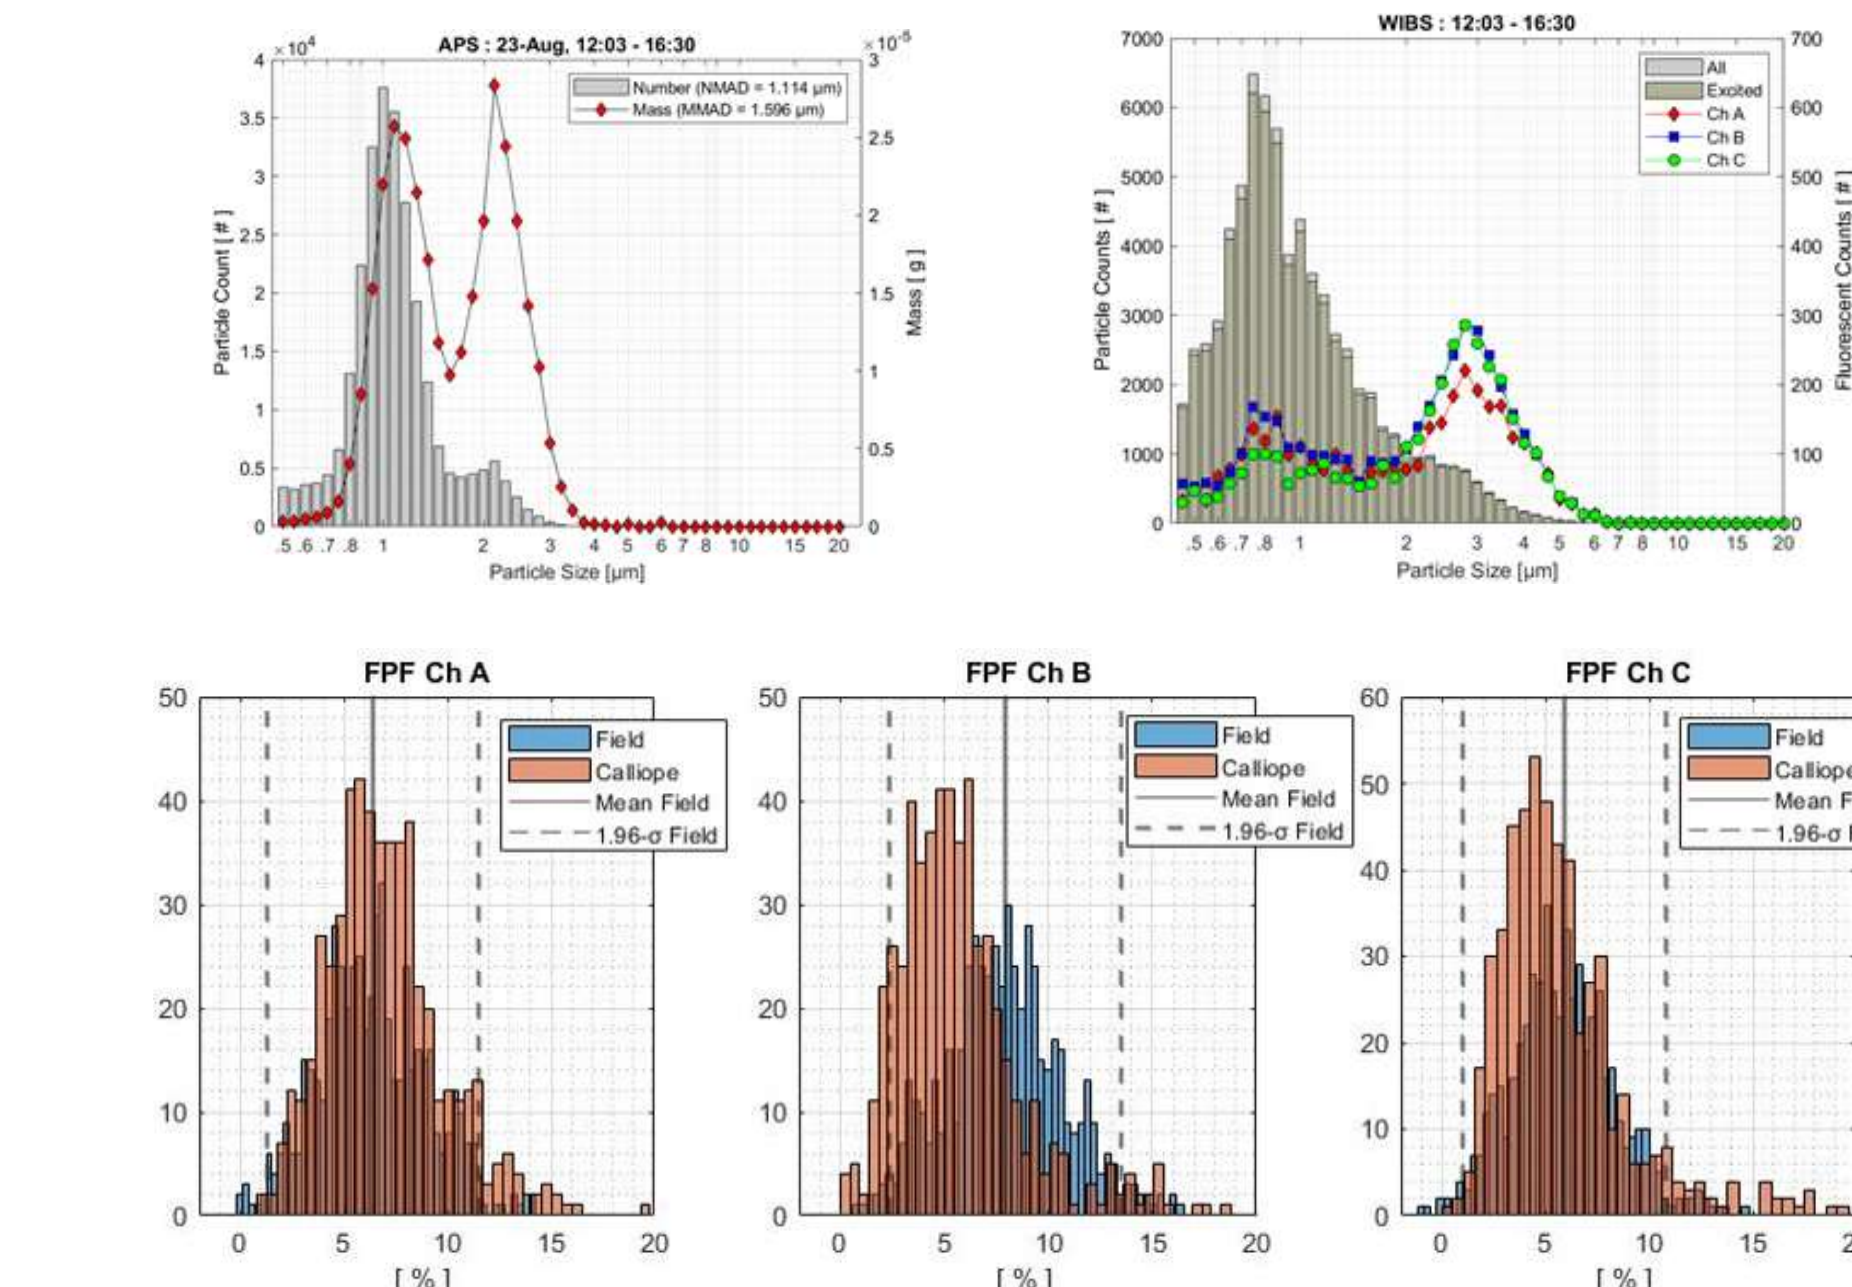 APS : 23-Aug, 12:03 - 16:30
×10⁴
×10⁻⁵
Number (NMAD = 1.114 µm)
Mass (MMAD = 1.596 µm)
4
3.5
3
2.5
2
1.5
1
0.5
0
3
2.5
2
1.5
1
0.5
0
Particle Count [ # ]
Mass [ g ]
.5 .6 .7 .8 1 2 3 4 5 6 7 8 10 15 20
Particle Size [µm]
WIBS : 12:03 - 16:30
All
Excited
Ch A
Ch B
Ch C
7000
6000
5000
4000
3000
2000
1000
0
700
600
500
400
300
200
100
0
Particle Counts [ # ]
Fluorescent Counts [ # ]
.5 .6 .7 .8 1 2 3 4 5 6 7 8 10 15 20
Particle Size [µm]
FPF Ch A
Field
Calliope
Mean Field
1.96-σ Field
50
40
30
20
10
0
0 5 10 15 20
[ % ]
FPF Ch B
Field
Calliope
Mean Field
1.96-σ Field
50
40
30
20
10
0
0 5 10 15 20
[ % ]
FPF Ch C
Field
Calliope
Mean F
1.96-σ F
60
50
40
30
20
10
0
0 5 10 15 2
[ % ]